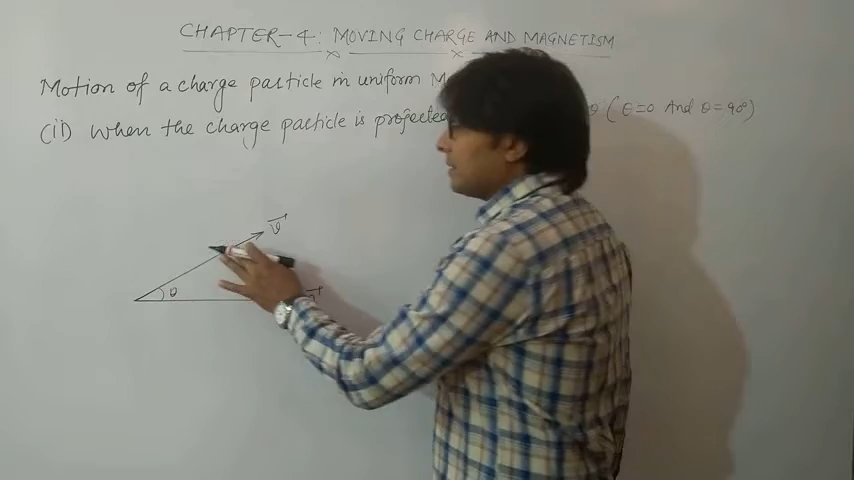 CHAPTER-4: MOVING CHARGE AND MAGNETISM
Motion of a charge particle in uniform M
(ii) When the charge particle is projected θ (θ=0 And θ=90°)
v
θ